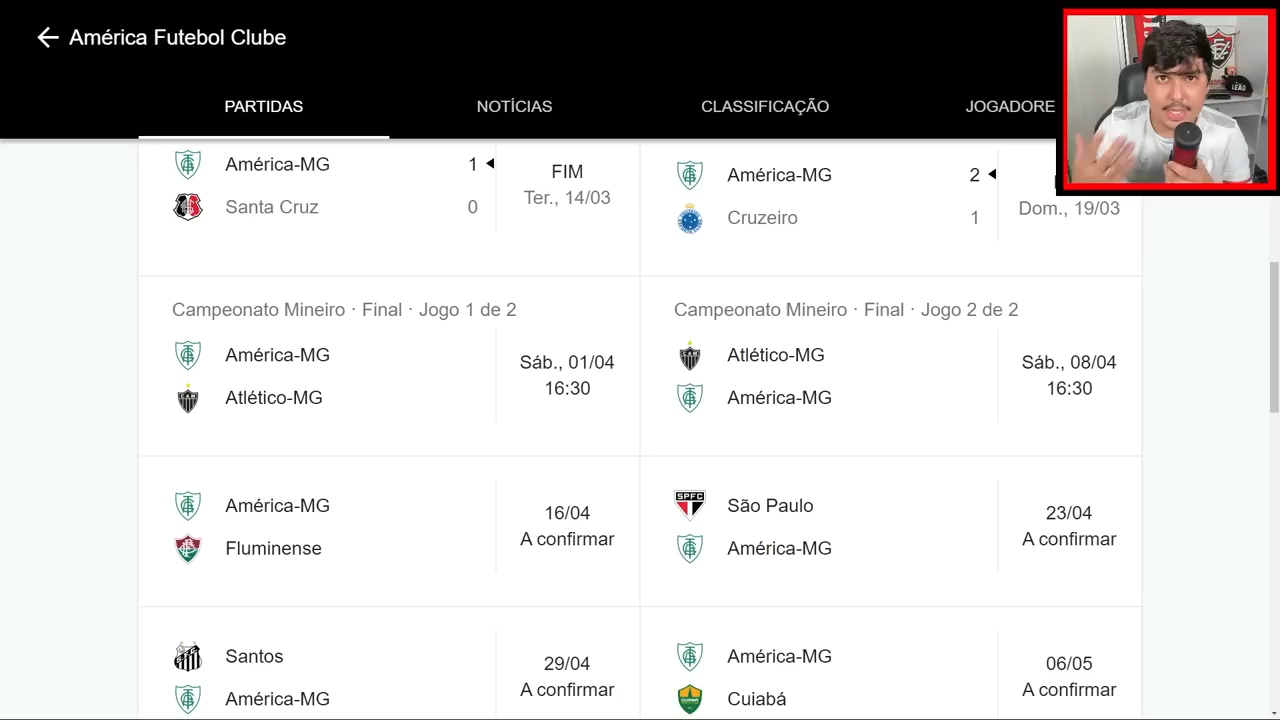 América Futebol Clube
PARTIDAS
NOTÍCIAS
CLASSIFICAÇÃO
JOGADORE
América-MG 1
Santa Cruz 0
FIM
Ter., 14/03
América-MG 2
Cruzeiro 1
Dom., 19/03
Campeonato Mineiro · Final · Jogo 1 de 2
América-MG
Atlético-MG
Sáb., 01/04
16:30
Campeonato Mineiro · Final · Jogo 2 de 2
Atlético-MG
América-MG
Sáb., 08/04
16:30
América-MG
Fluminense
16/04
A confirmar
SPFC
São Paulo
América-MG
23/04
A confirmar
Santos
América-MG
29/04
A confirmar
América-MG
Cuiabá
06/05
A confirmar
LEÃO